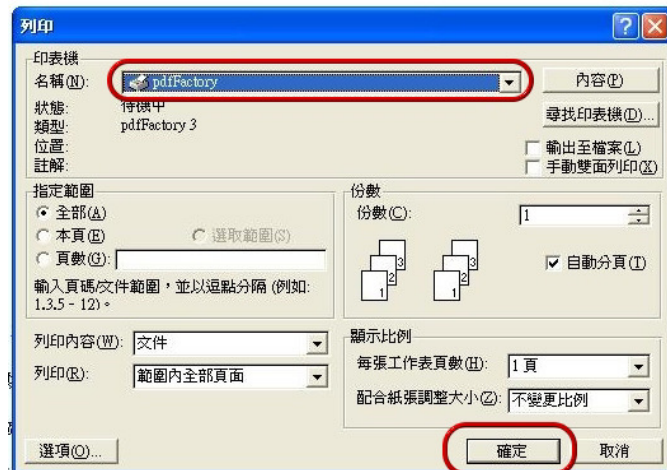 列印
印表機
名稱(N): pdfFactory 內容(P)
狀態: 待機中
類型: pdfFactory 3 尋找印表機(D)...
位置:
註解: 輸出至檔案(L)
手動雙面列印(X)
指定範圍 份數
全部(A) 份數(C): 1
本頁(E) 選取範圍(S)
頁數(G): 自動分頁(T)
輸入頁碼/文件範圍,並以逗點分隔 (例如:
1.3.5 - 12)。
1 2 3 1 2 3
列印內容(W): 文件 顯示比例
列印(R): 範圍內全部頁面 每張工作表頁數(H): 1 頁
配合紙張調整大小(Z): 不變更比例
選項(O)... 確定 取消